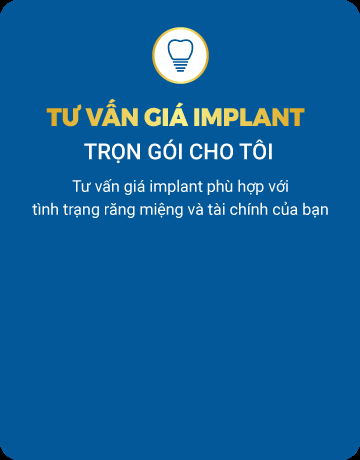 TƯ VẤN GIÁ IMPLANT
TRỌN GÓI CHO TÔI
Tư vấn giá implant phù hợp với
tình trạng răng miệng và tài chính của bạn